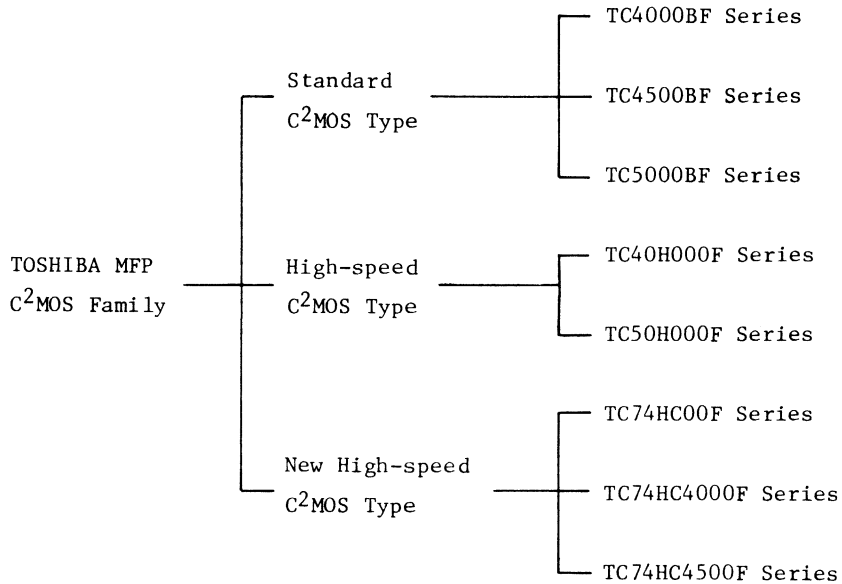 TOSHIBA MFP
C²MOS Family
Standard
C²MOS Type
TC4000BF Series
TC4500BF Series
TC5000BF Series
High-speed
C²MOS Type
TC40H000F Series
TC50H000F Series
New High-speed
C²MOS Type
TC74HC00F Series
TC74HC4000F Series
TC74HC4500F Series